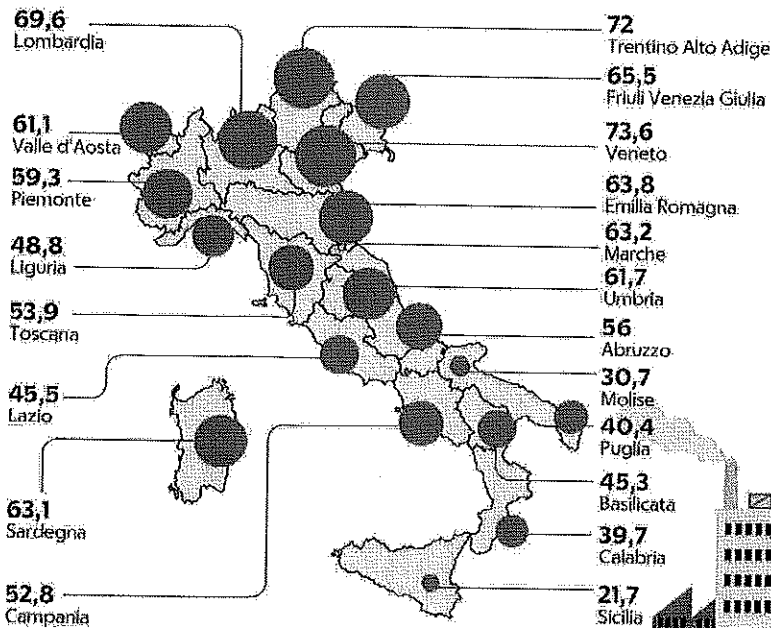 69,6
Lombardia
61,1
Valle d'Aosta
59,3
Piemonte
48,8
Liguria
53,9
Toscana
45,5
Lazio
63,1
Sardegna
52,8
Campania
72
Trentino Alto Adige
65,5
Friuli Venezia Giulia
73,6
Veneto
63,8
Emilia Romagna
63,2
Marche
61,7
Umbria
56
Abruzzo
30,7
Molise
40,4
Puglia
45,3
Basilicata
39,7
Calabria
21,7
Sicilia